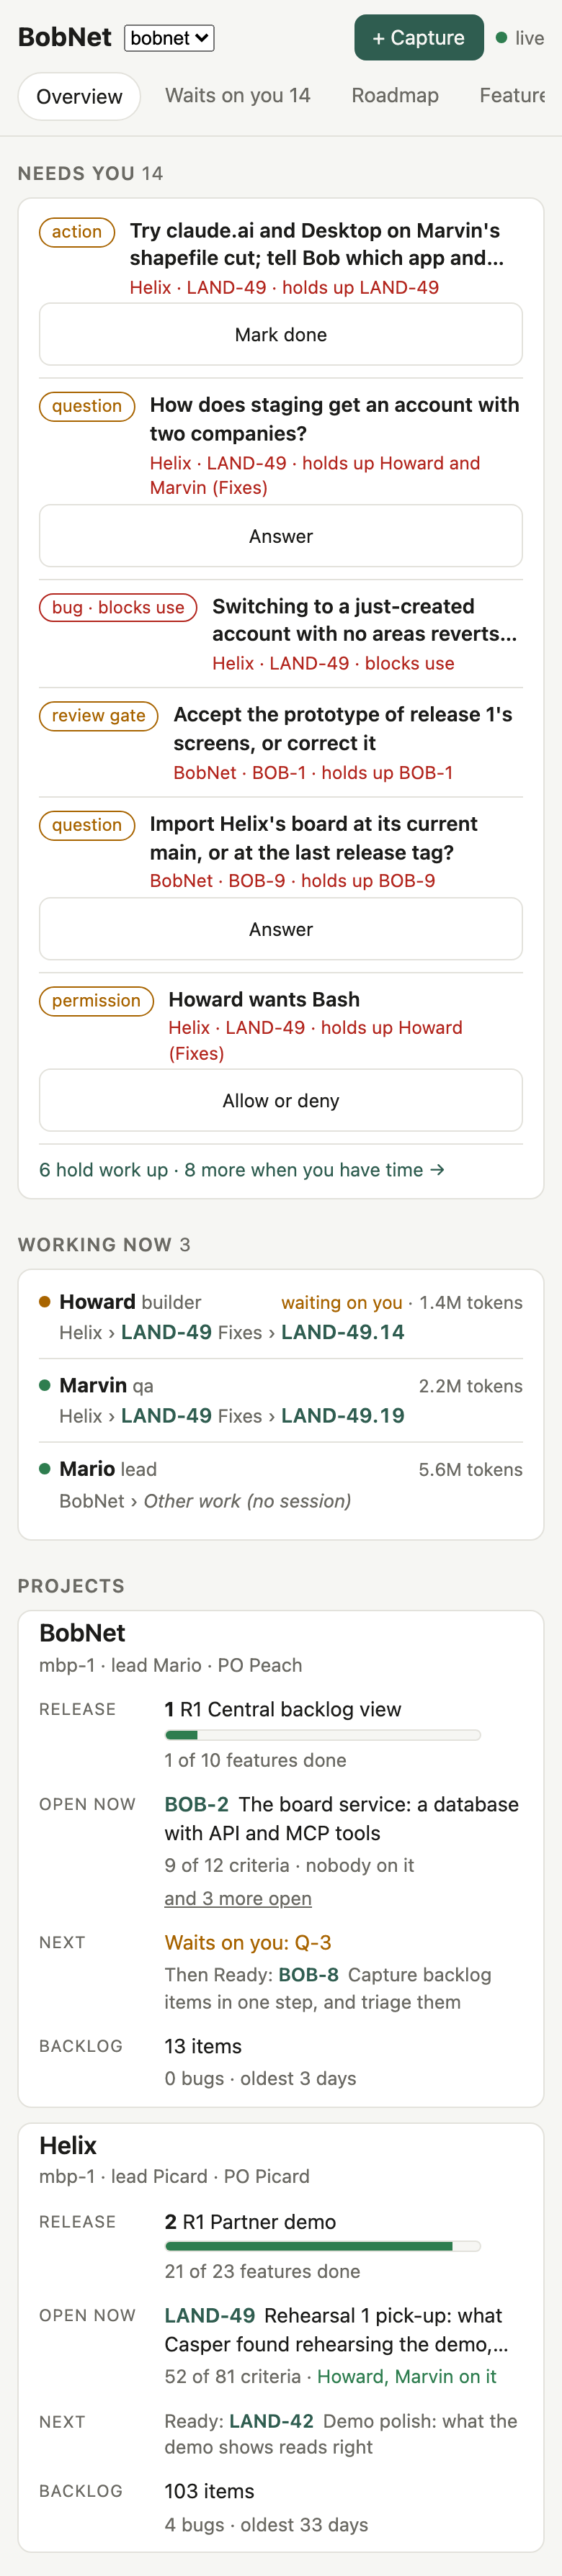 BobNet bobnet + Capture live
Overview Waits on you 14 Roadmap Feature
NEEDS YOU 14
action Try claude.ai and Desktop on Marvin's
shapefile cut; tell Bob which app and...
Helix · LAND-49 · holds up LAND-49
Mark done
question How does staging get an account with
two companies?
Helix · LAND-49 · holds up Howard and
Marvin (Fixes)
Answer
bug · blocks use Switching to a just-created
account with no areas reverts...
Helix · LAND-49 · blocks use
review gate Accept the prototype of release 1's
screens, or correct it
BobNet · BOB-1 · holds up BOB-1
question Import Helix's board at its current
main, or at the last release tag?
BobNet · BOB-9 · holds up BOB-9
Answer
permission Howard wants Bash
Helix · LAND-49 · holds up Howard
(Fixes)
Allow or deny
6 hold work up · 8 more when you have time →
WORKING NOW 3
Howard builder waiting on you · 1.4M tokens
Helix › LAND-49 Fixes › LAND-49.14
Marvin qa 2.2M tokens
Helix › LAND-49 Fixes › LAND-49.19
Mario lead 5.6M tokens
BobNet › Other work (no session)
PROJECTS
BobNet
mbp-1 · lead Mario · PO Peach
RELEASE 1 R1 Central backlog view
1 of 10 features done
OPEN NOW BOB-2 The board service: a database
with API and MCP tools
9 of 12 criteria · nobody on it
and 3 more open
NEXT Waits on you: Q-3
Then Ready: BOB-8 Capture backlog
items in one step, and triage them
BACKLOG 13 items
0 bugs · oldest 3 days
Helix
mbp-1 · lead Picard · PO Picard
RELEASE 2 R1 Partner demo
21 of 23 features done
OPEN NOW LAND-49 Rehearsal 1 pick-up: what
Casper found rehearsing the demo,...
52 of 81 criteria · Howard, Marvin on it
NEXT Ready: LAND-42 Demo polish: what the
demo shows reads right
BACKLOG 103 items
4 bugs · oldest 33 days